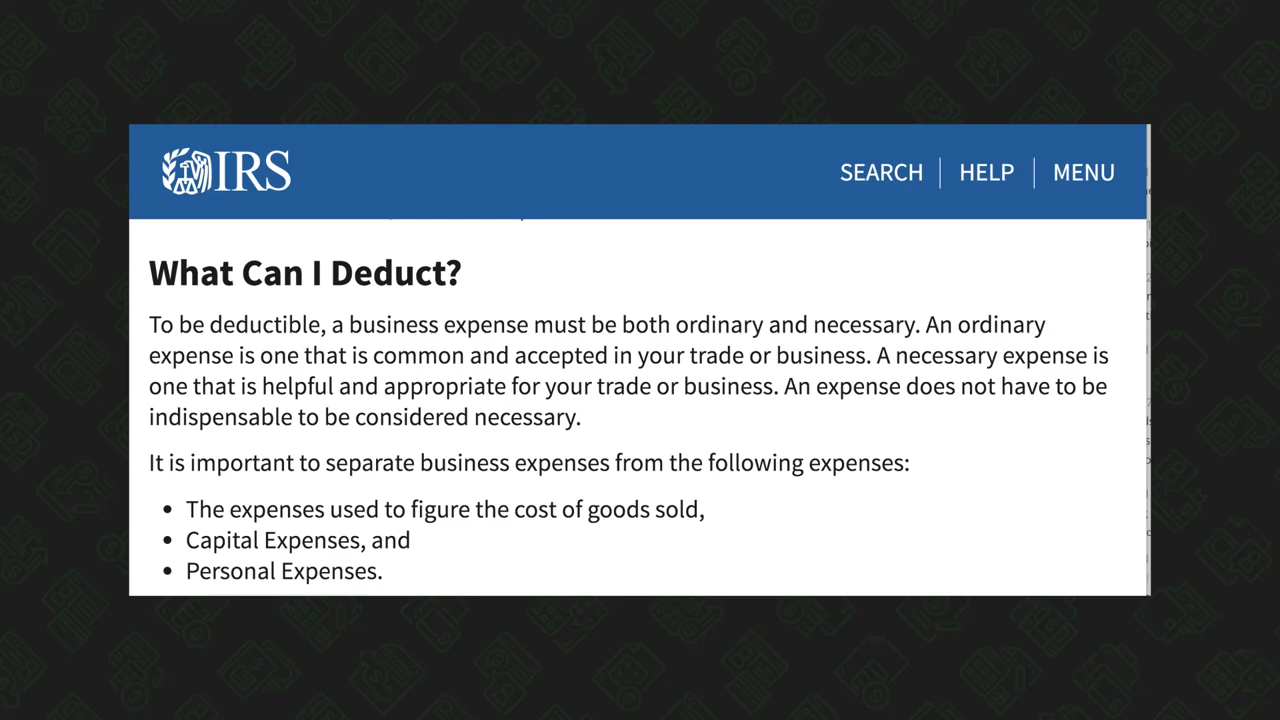 IRS
SEARCH
HELP
MENU
What Can I Deduct?
To be deductible, a business expense must be both ordinary and necessary. An ordinary
expense is one that is common and accepted in your trade or business. A necessary expense is
one that is helpful and appropriate for your trade or business. An expense does not have to be
indispensable to be considered necessary.
It is important to separate business expenses from the following expenses:
• The expenses used to figure the cost of goods sold,
• Capital Expenses, and
• Personal Expenses.